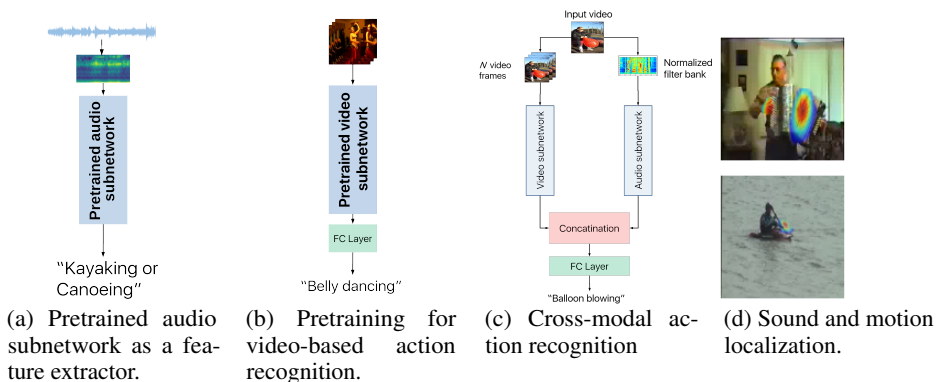 Pretrained audio
subnetwork
"Kayaking or
Canoeing"
(a) Pretrained audio
subnetwork as a fea-
ture extractor.
Pretrained video
subnetwork
FC Layer
"Belly dancing"
(b) Pretraining for
video-based action
recognition.
Input video
N video
frames
Normalized
filter bank
Video subnetwork
Audio subnetwork
Concatination
FC Layer
"Balloon blowing"
(c) Cross-modal ac-
tion recognition
(d) Sound and motion
localization.